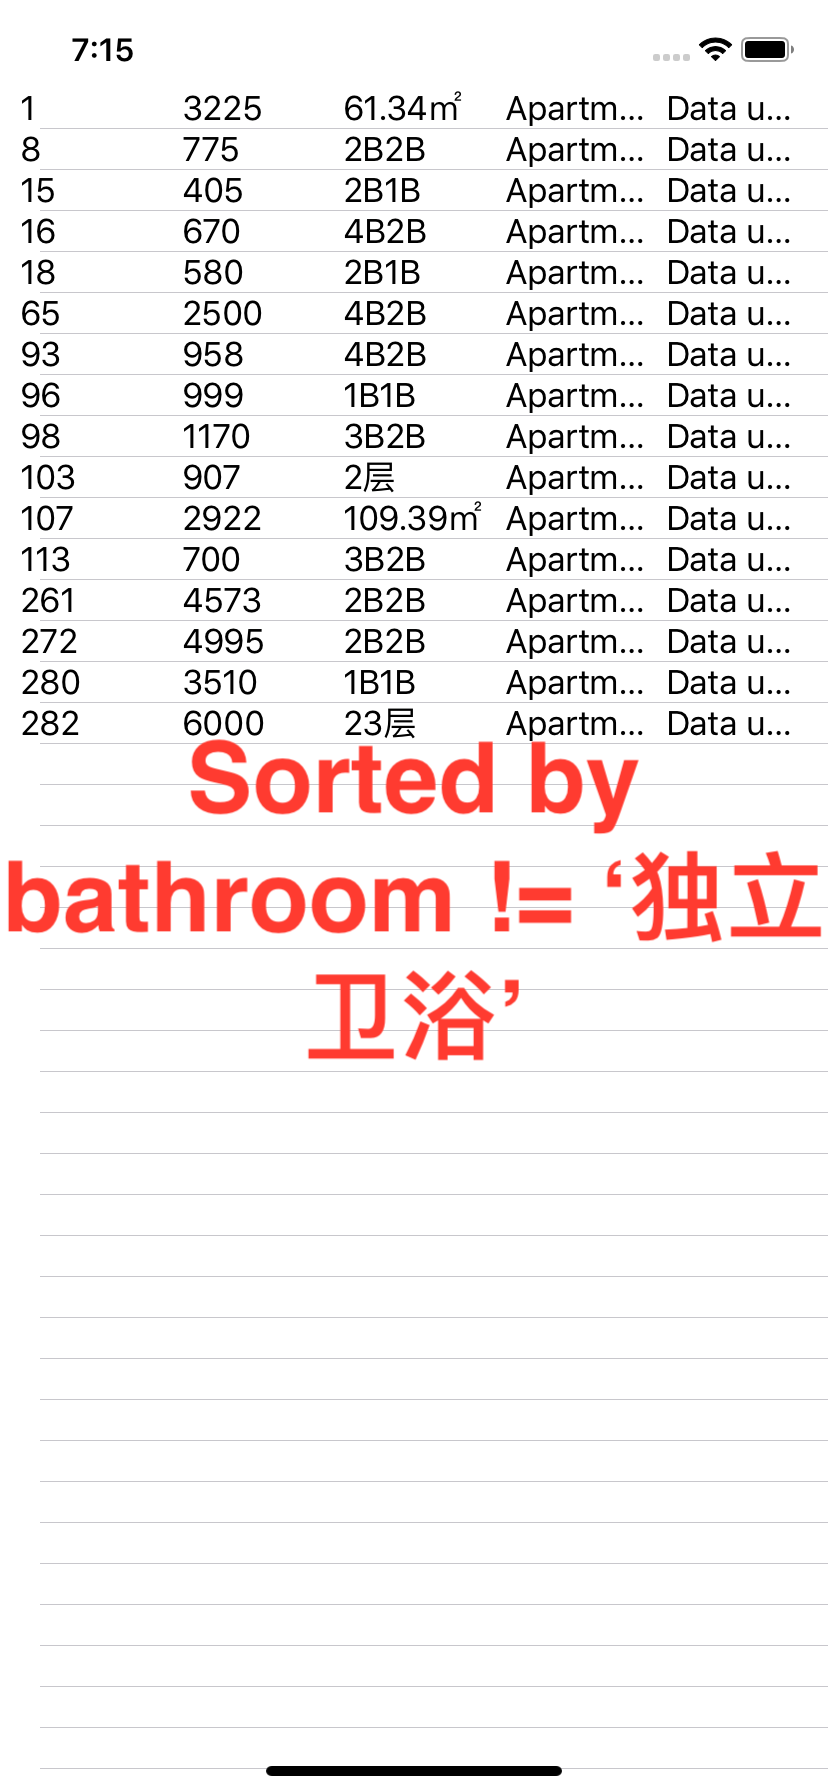 7:15
1 3225 61.34㎡ Apartm... Data u...
8 775 2B2B Apartm... Data u...
15 405 2B1B Apartm... Data u...
16 670 4B2B Apartm... Data u...
18 580 2B1B Apartm... Data u...
65 2500 4B2B Apartm... Data u...
93 958 4B2B Apartm... Data u...
96 999 1B1B Apartm... Data u...
98 1170 3B2B Apartm... Data u...
103 907 2层 Apartm... Data u...
107 2922 109.39㎡ Apartm... Data u...
113 700 3B2B Apartm... Data u...
261 4573 2B2B Apartm... Data u...
272 4995 2B2B Apartm... Data u...
280 3510 1B1B Apartm... Data u...
282 6000 23层 Apartm... Data u...
Sorted by
bathroom != ‘独立
卫浴’